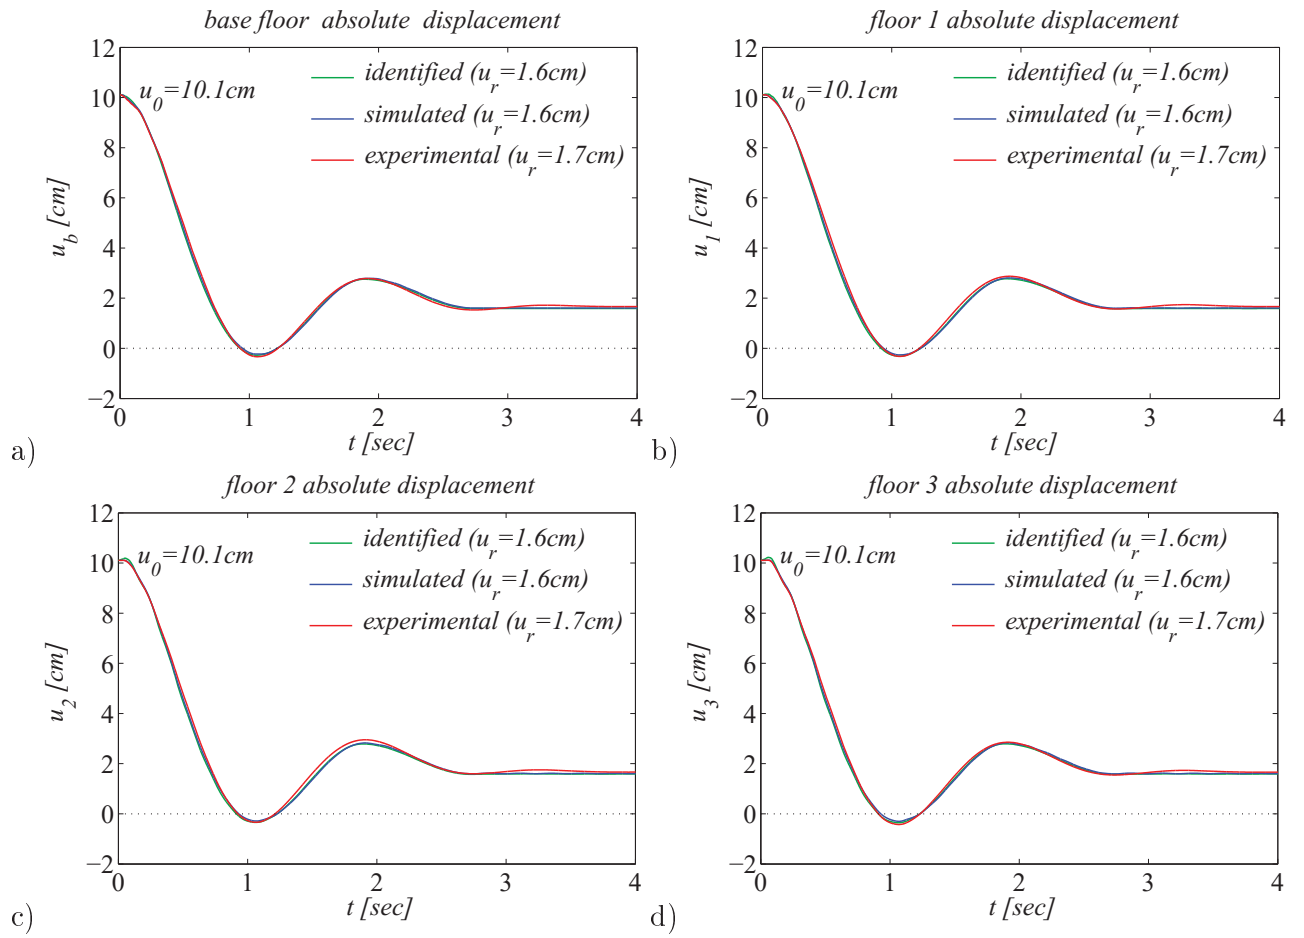 base floor absolute displacement
12
10
8
6
4
2
0
−2
u_b [cm]
u_0=10.1cm
identified (u_r=1.6cm)
simulated (u_r=1.6cm)
experimental (u_r=1.7cm)
0 1 2 3 4
t [sec]
a)
floor 1 absolute displacement
12
10
8
6
4
2
0
−2
u_1 [cm]
u_0=10.1cm
identified (u_r=1.6cm)
simulated (u_r=1.6cm)
experimental (u_r=1.7cm)
0 1 2 3 4
t [sec]
b)
floor 2 absolute displacement
12
10
8
6
4
2
0
−2
u_2 [cm]
u_0=10.1cm
identified (u_r=1.6cm)
simulated (u_r=1.6cm)
experimental (u_r=1.7cm)
0 1 2 3 4
t [sec]
c)
floor 3 absolute displacement
12
10
8
6
4
2
0
−2
u_3 [cm]
u_0=10.1cm
identified (u_r=1.6cm)
simulated (u_r=1.6cm)
experimental (u_r=1.7cm)
0 1 2 3 4
t [sec]
d)